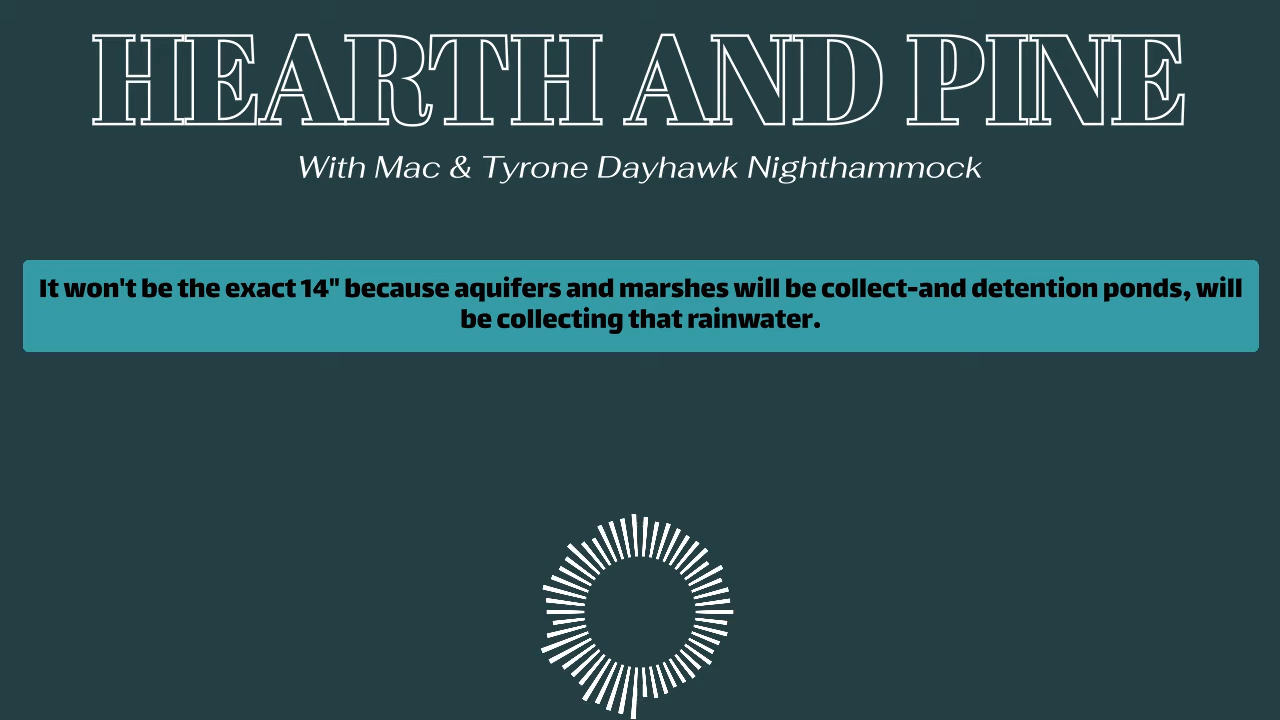 HEARTH AND PINE
With Mac & Tyrone Dayhawk Nighthammock
It won't be the exact 14" because aquifers and marshes will be collect-and detention ponds, will
be collecting that rainwater.